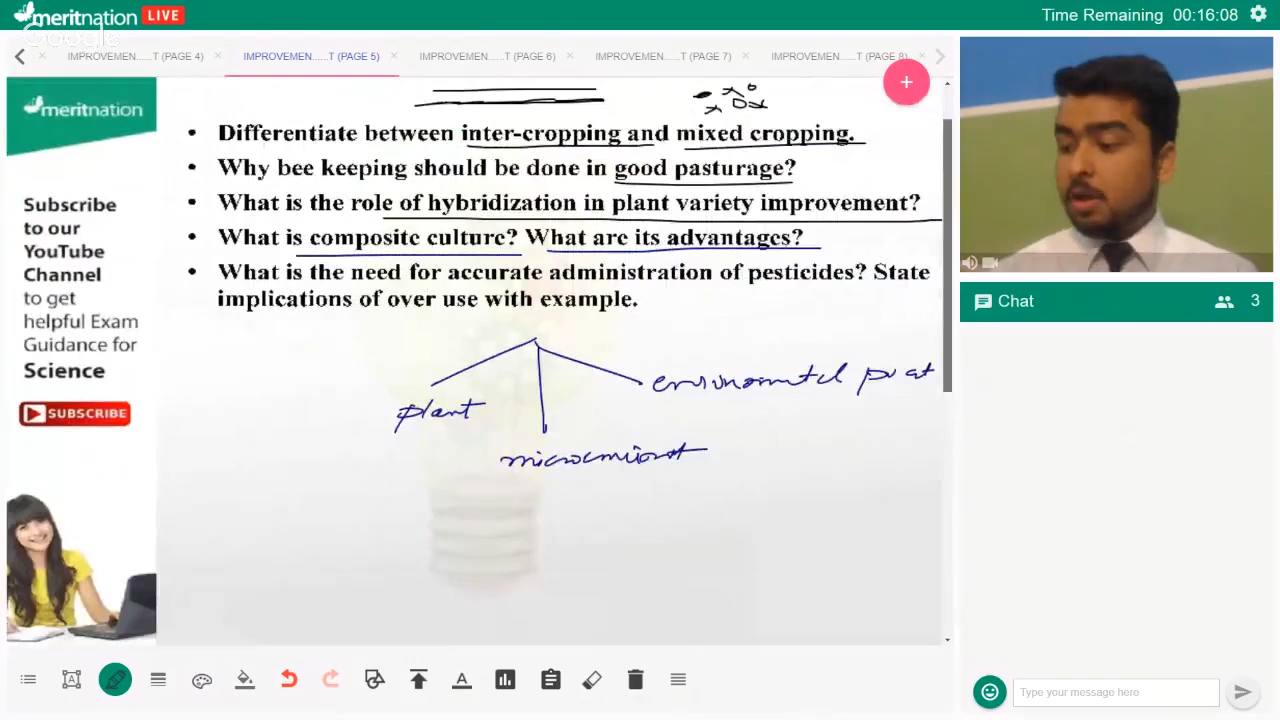 meritnation LIVE
Google
Time Remaining 00:16:08
IMPROVEMEN......T (PAGE 4) × IMPROVEMEN......T (PAGE 5) × IMPROVEMEN......T (PAGE 6) × IMPROVEMEN......T (PAGE 7) × IMPROVEMEN......T (PAGE 8) ×
meritnation
• Differentiate between inter-cropping and mixed cropping.
• Why bee keeping should be done in good pasturage?
• What is the role of hybridization in plant variety improvement?
• What is composite culture? What are its advantages?
• What is the need for accurate administration of pesticides? State
implications of over use with example.
plant
Subscribe
to our
YouTube
Channel
to get
helpful Exam
Guidance for
Science
SUBSCRIBE
Chat 3
Type your message here